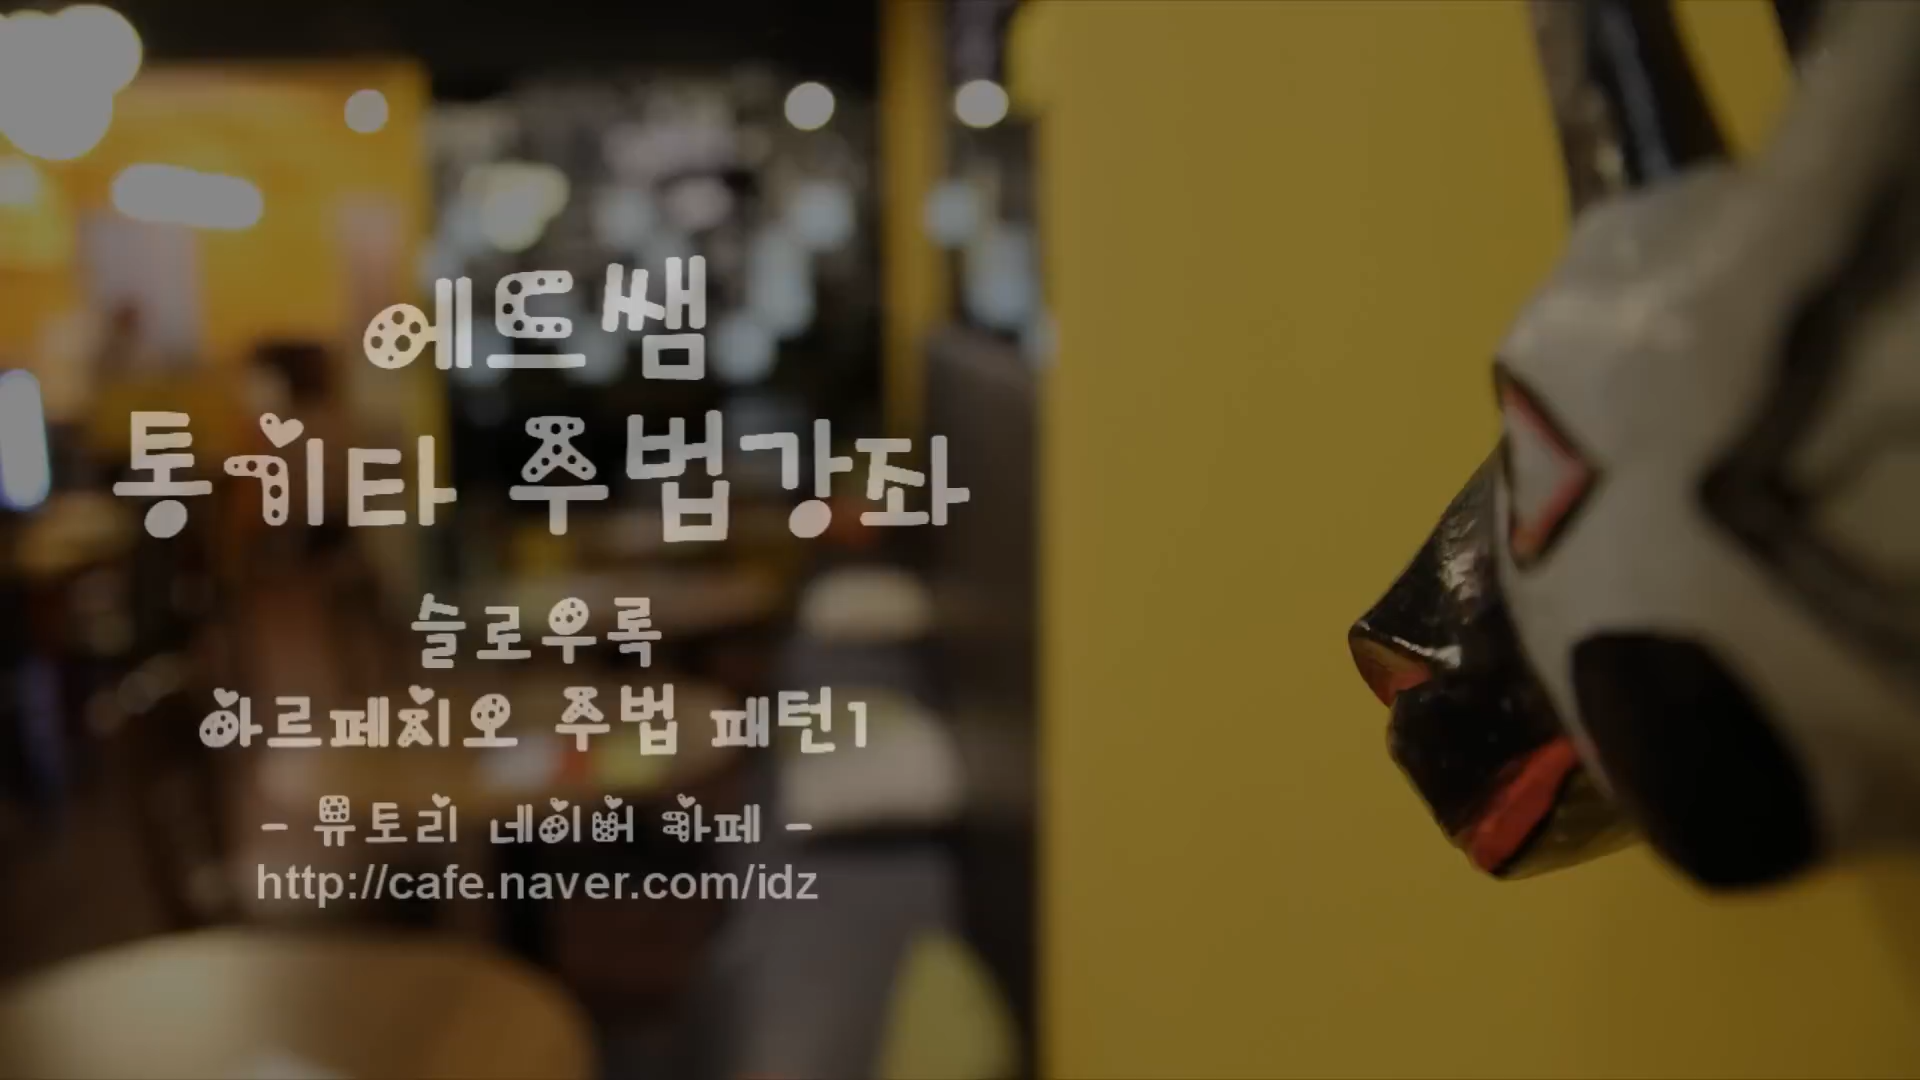 에드쌤
통기타 주법강좌
슬로우록
아르페지오 주법 패턴1
-뮤토리 네이버 카페 -
http://cafe.naver.com/idz